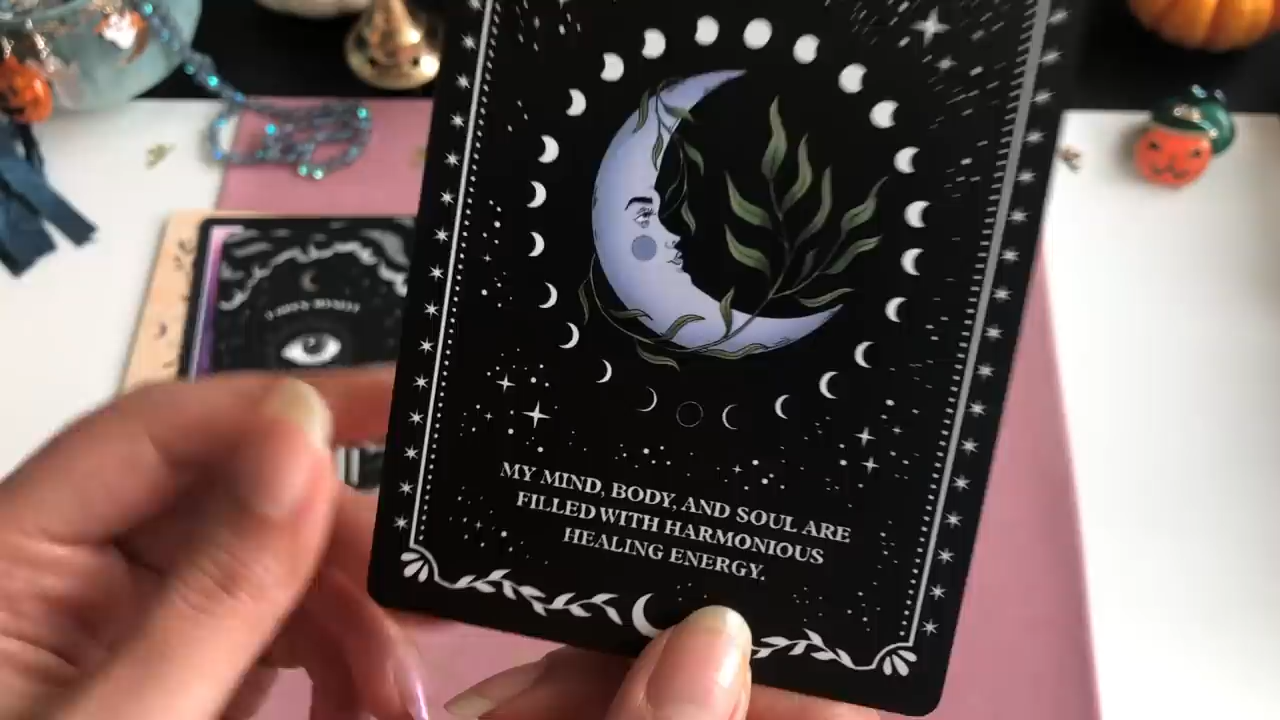 MY MIND, BODY, AND SOUL ARE
FILLED WITH HARMONIOUS
HEALING ENERGY.